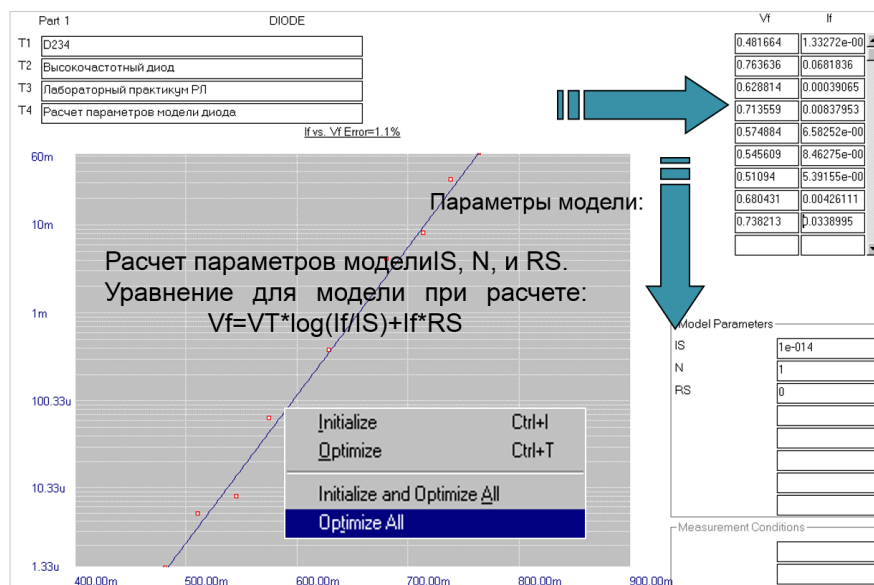 Part 1 DIODE
T1 D234
T2 Высокочастотный диод
T3 Лабораторный практикум РЛ
T4 Расчет параметров модели диода
Vf If
0.481664 1.33272e-00
0.763636 0.0681836
0.628814 0.00039065
0.713559 0.00837953
0.574884 6.58252e-00
0.545609 8.46275e-00
0.51094 5.39155e-00
0.680431 0.00426111
0.738213 0.0338995
If vs. Vf Error=1.1%
60m
10m
1m
100.33u
10.33u
1.33u
400.00m 500.00m 600.00m 700.00m 800.00m 900.00m
Параметры модели:
Расчет параметров моделиIS, N, и RS.
Уравнение для модели при расчете:
Vf=VT*log(If/IS)+If*RS
Initialize Ctrl+I
Optimize Ctrl+T
Initialize and Optimize All
Optimize All
Model Parameters
IS 1e-014
N 1
RS 0
Measurement Conditions